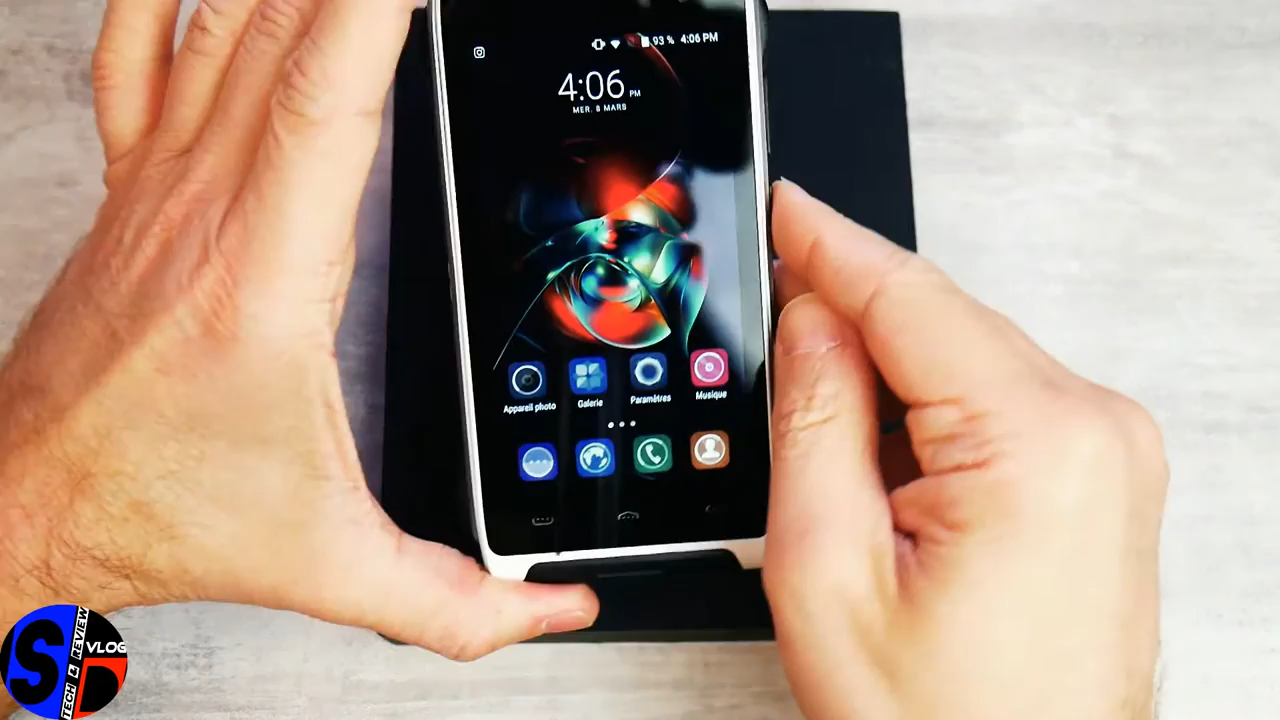 93 % 4:06 PM
4:06 PM
MER. 8 MARS
Appareil photo Galerie Paramètres Musique
S D
TECH & REVIEW
VLOG